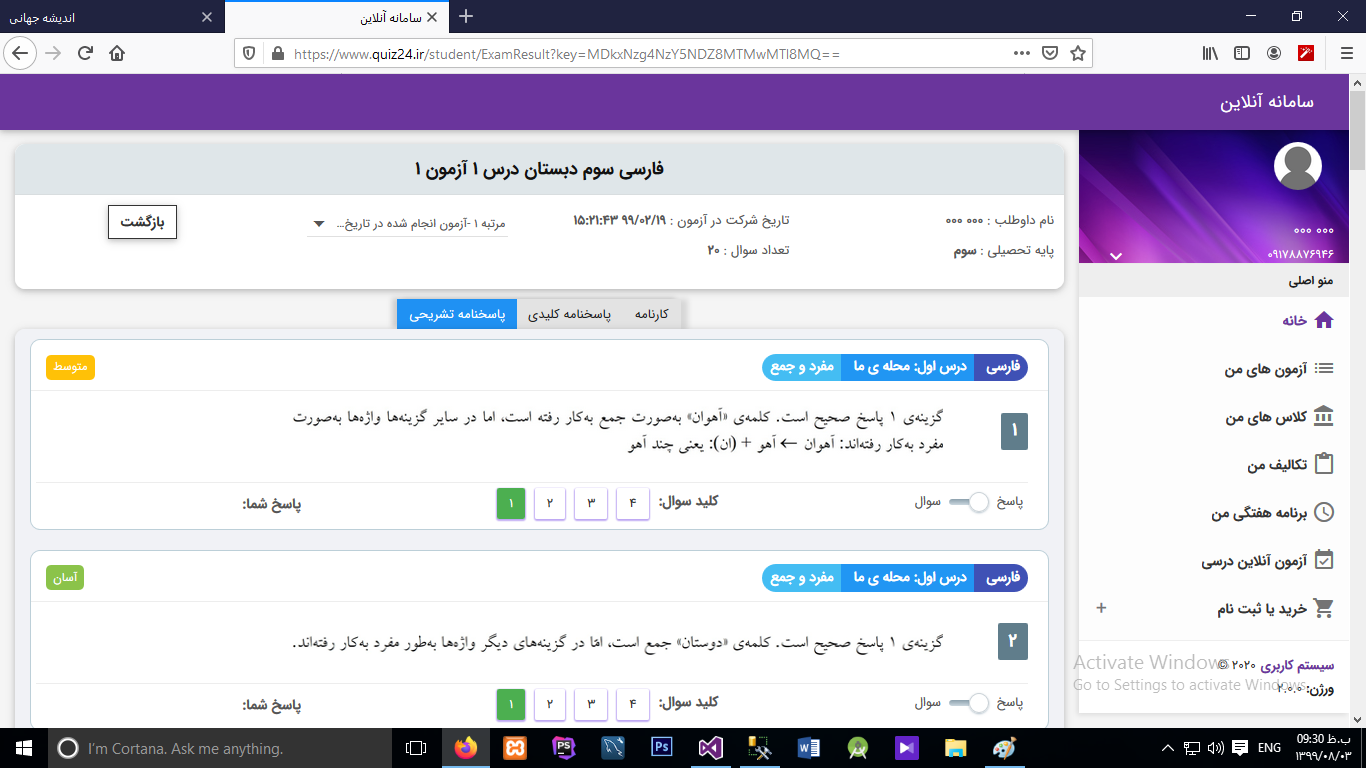 اندیشه جهانی
سامانه آنلاین
https://www.quiz24.ir/student/ExamResult?key=MDkxNzg4NzY5NDZ8MTMwMTI8MQ==
سامانه آنلاین
۰۰۰ ۰۰۰
۰۹۱۷۸۸۷۶۹۴۶
منو اصلی
خانه
آزمون های من
کلاس های من
تکالیف من
برنامه هفتگی من
آزمون آنلاین درسی
خرید یا ثبت نام
+
سیستم کاربری ۲۰۲۰ ©
ورژن: ۲.۰.۰
فارسی سوم دبستان درس ۱ آزمون ۱
نام داوطلب : ۰۰۰ ۰۰۰
تاریخ شرکت در آزمون : ۹۹/۰۲/۱۹ ۱۵:۲۱:۴۳
مرتبه ۱ -آزمون انجام شده در تاریخ...
بازگشت
پایه تحصیلی : سوم
تعداد سوال : ۲۰
کارنامه
پاسخنامه کلیدی
پاسخنامه تشریحی
فارسی درس اول: محله ی ما مفرد و جمع
متوسط
۱
گزینه‌ی ۱ پاسخ صحیح است. کلمه‌ی «آهوان» به‌صورت جمع به‌کار رفته است، اما در سایر گزینه‌ها واژه‌ها به‌صورت
مفرد به‌کار رفته‌اند: آهوان ← آهو + (ان): یعنی چند آهو
پاسخ سوال
کلید سوال: ۴ ۳ ۲ ۱
پاسخ شما:
فارسی درس اول: محله ی ما مفرد و جمع
آسان
۲
گزینه‌ی ۱ پاسخ صحیح است. کلمه‌ی «دوستان» جمع است، امّا در گزینه‌های دیگر واژه‌ها به‌طور مفرد به‌کار رفته‌اند.
پاسخ سوال
کلید سوال: ۴ ۳ ۲ ۱
پاسخ شما:
Activate Windows
Go to Settings to activate Windows.
I'm Cortana. Ask me anything.
ENG
09:30 ب.ظ
۱۳۹۹/۰۸/۰۳